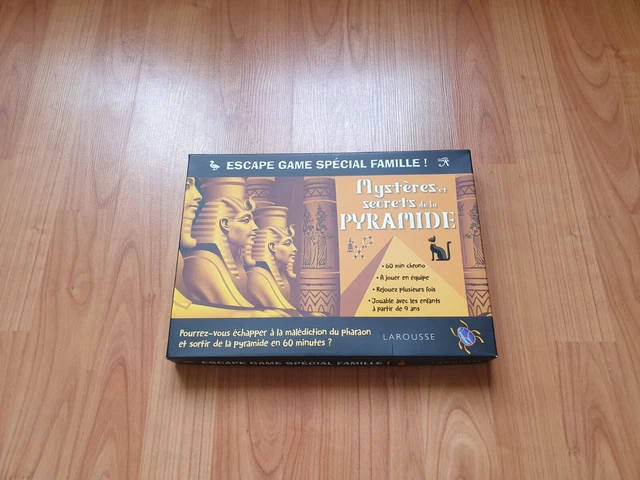 ESCAPE GAME SPÉCIAL FAMILLE !
Mystères et
secrets de la
PYRAMIDE
• 60 min chrono
• À jouer en équipe
• Rejouez plusieurs fois
• Jouable avec les enfants
à partir de 9 ans
Pourrez-vous échapper à la malédiction du pharaon
et sortir de la pyramide en 60 minutes ?
LAROUSSE
ESCAPE GAME SPÉCIAL FAMILLE !